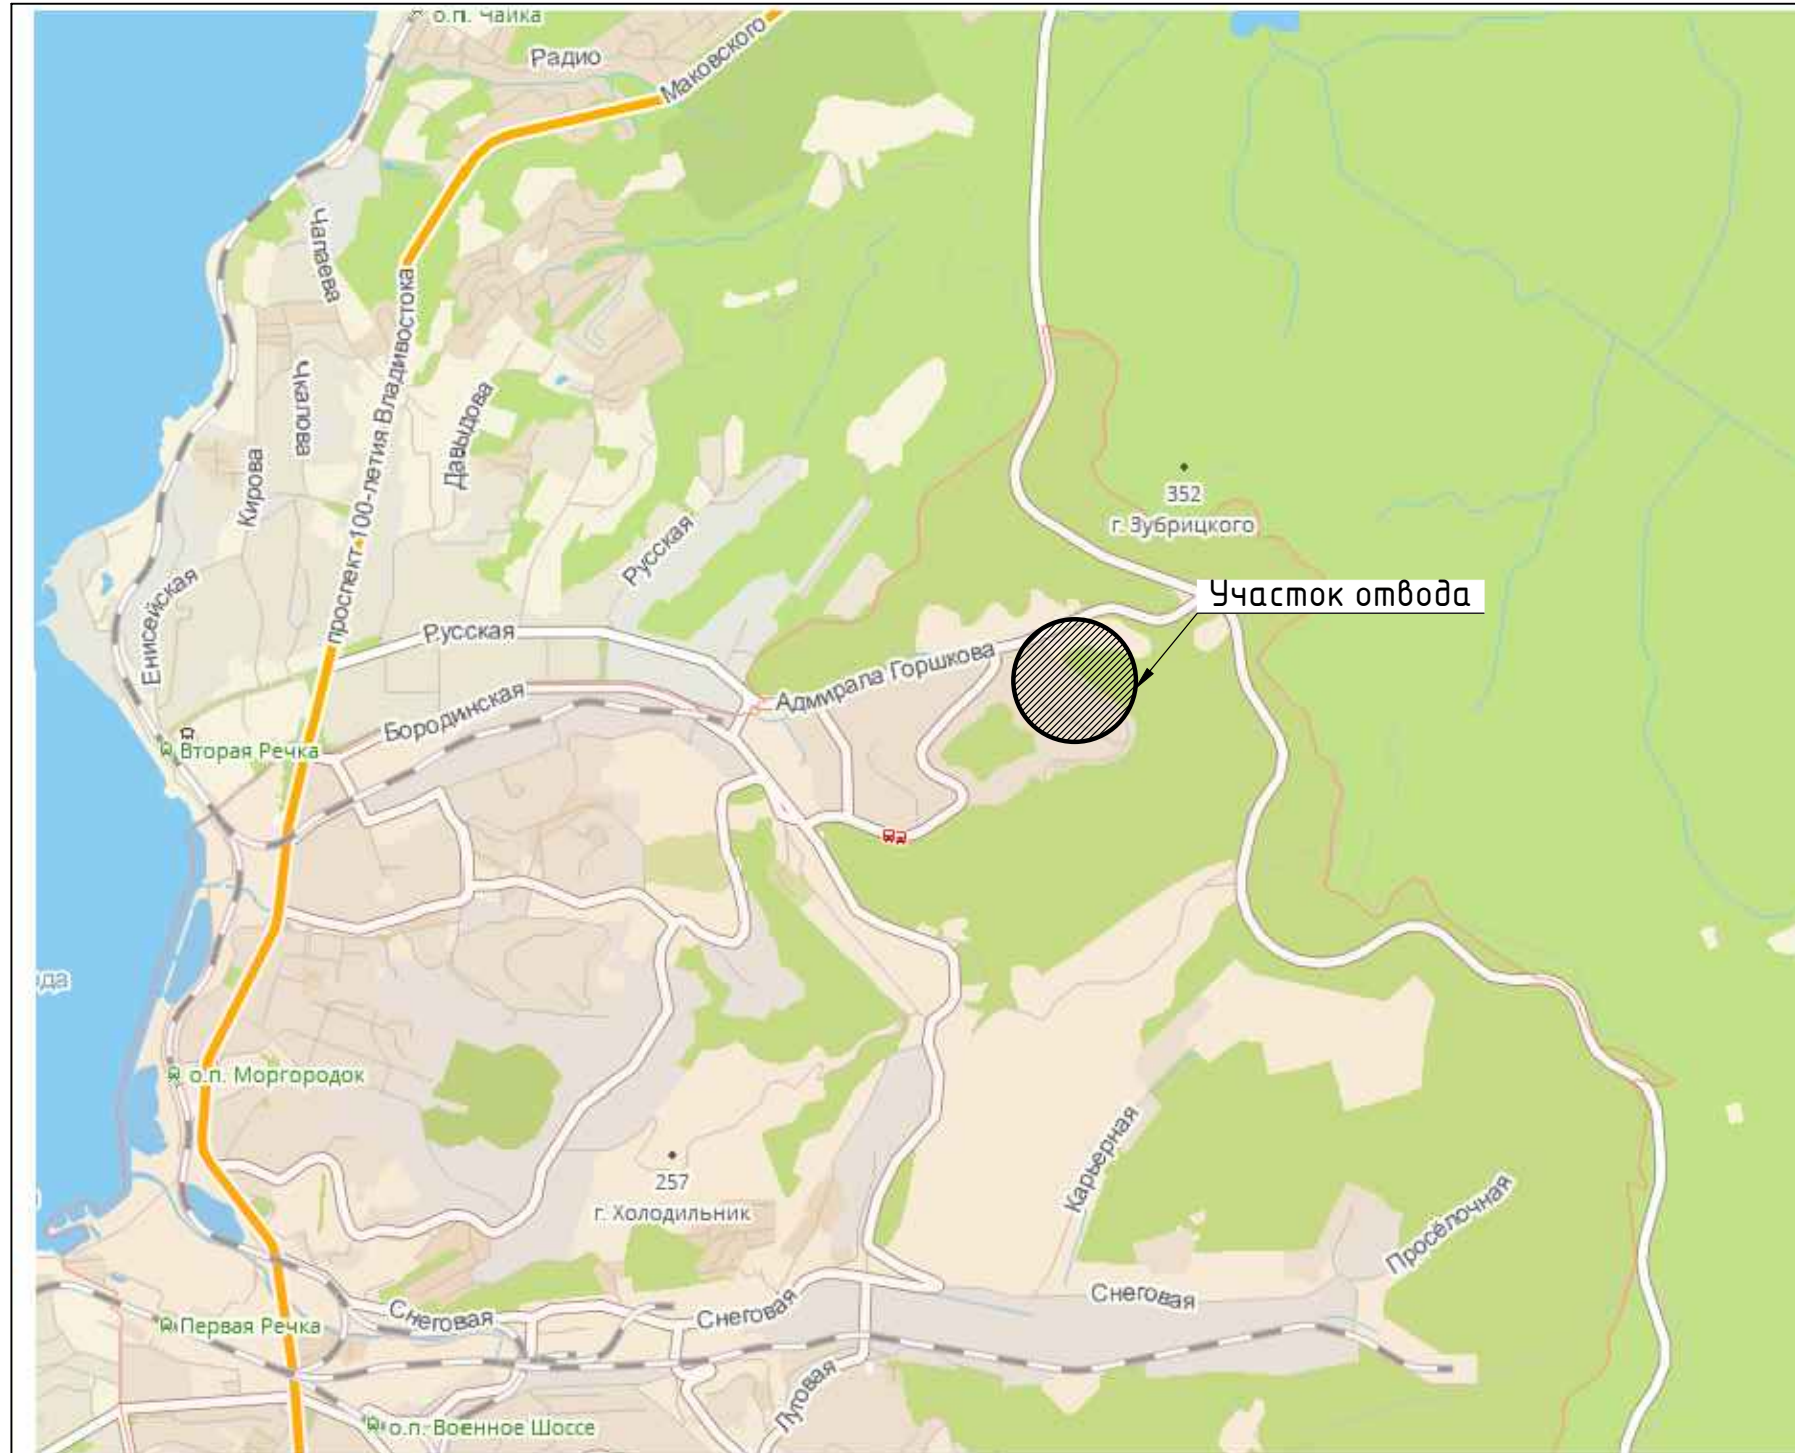 о.п. Чайка
Радио
Маковского
Чапаева
проспект 100-летия Владивостока
Чкалова
Давыдова
Кирова
Русская
352
г. Зубрицкого
Енисейская
Участок отвода
Русская
Адмирала Горшкова
Бородинская
Вторая Речка
ода
о.п. Моргородок
Карьерная
257
г. Холодильник
Просёлочная
Снеговая
Снеговая
Снеговая
Первая Речка
Луговая
о.п. Военное Шоссе